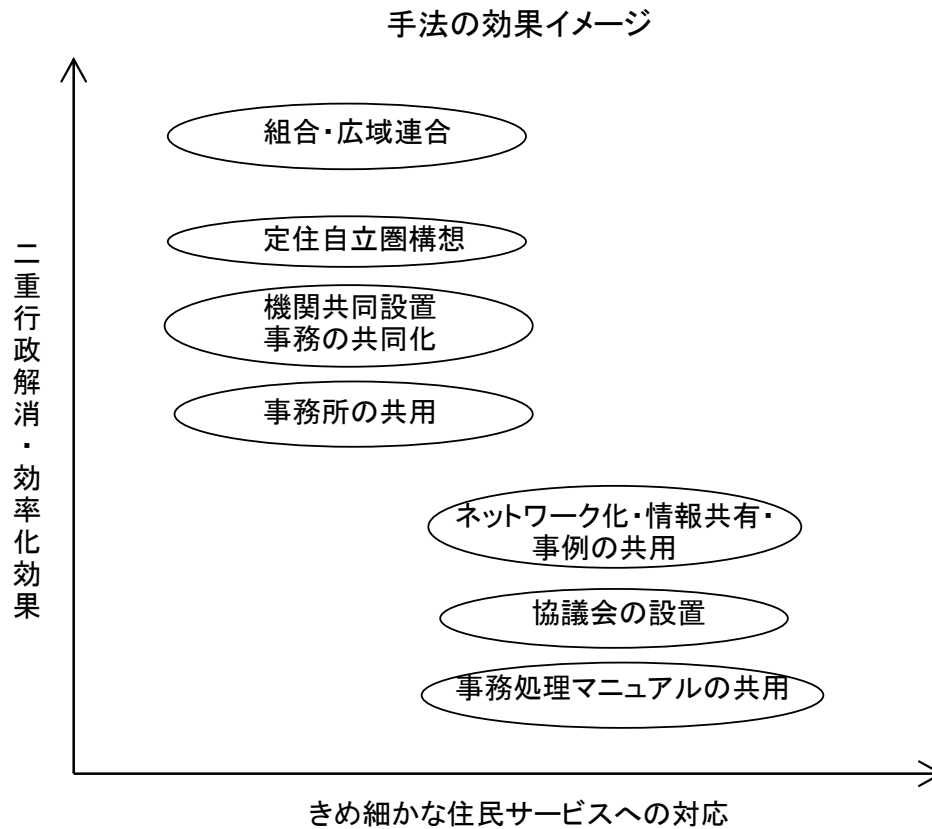 手法の効果イメージ
組合・広域連合
定住自立圏構想
機関共同設置
事務の共同化
事務所の共用
ネットワーク化・情報共有・
事例の共用
協議会の設置
事務処理マニュアルの共用
二重行政解消・効率化効果
きめ細かな住民サービスへの対応